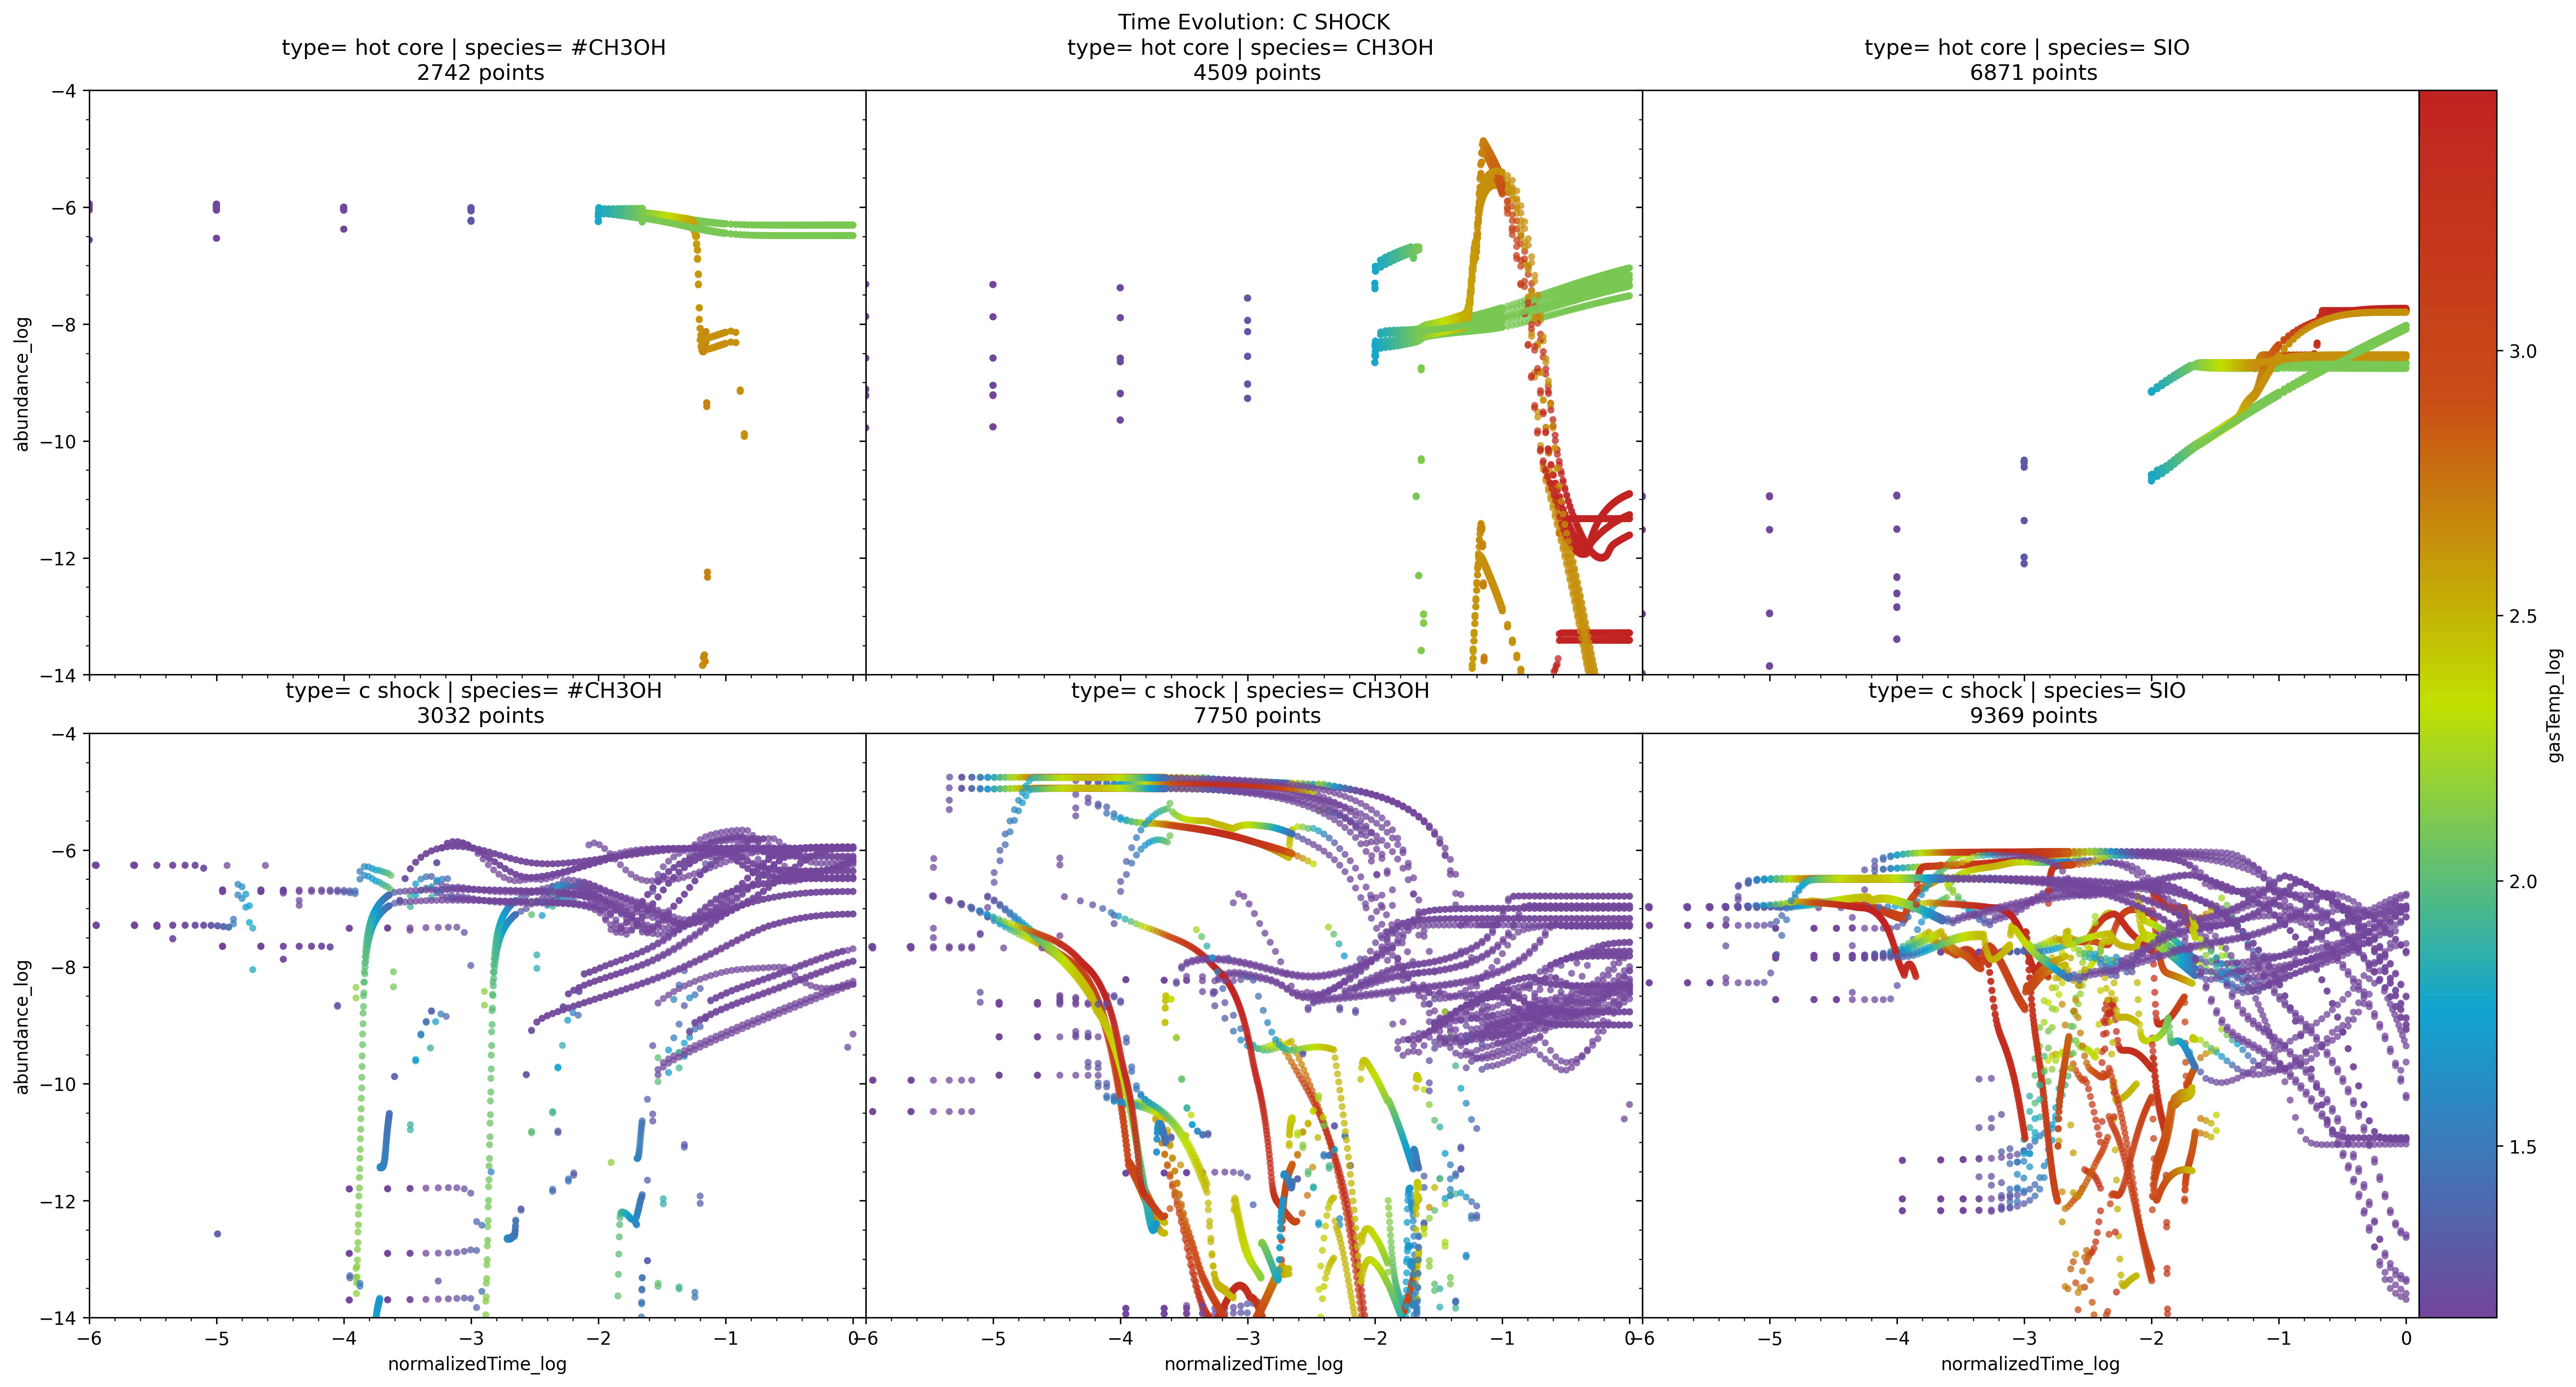 Time Evolution: C SHOCK
type= hot core | species= #CH3OH
2742 points
type= hot core | species= CH3OH
4509 points
type= hot core | species= SIO
6871 points
−4
−6
−8
−10
−12
−14
abundance_log
3.0
2.5
2.0
1.5
gasTemp_log
type= c shock | species= #CH3OH
3032 points
type= c shock | species= CH3OH
7750 points
type= c shock | species= SIO
9369 points
−4
−6
−8
−10
−12
−14
abundance_log
−6 −5 −4 −3 −2 −1 0
−6 −5 −4 −3 −2 −1 0
−6 −5 −4 −3 −2 −1 0
normalizedTime_log
normalizedTime_log
normalizedTime_log